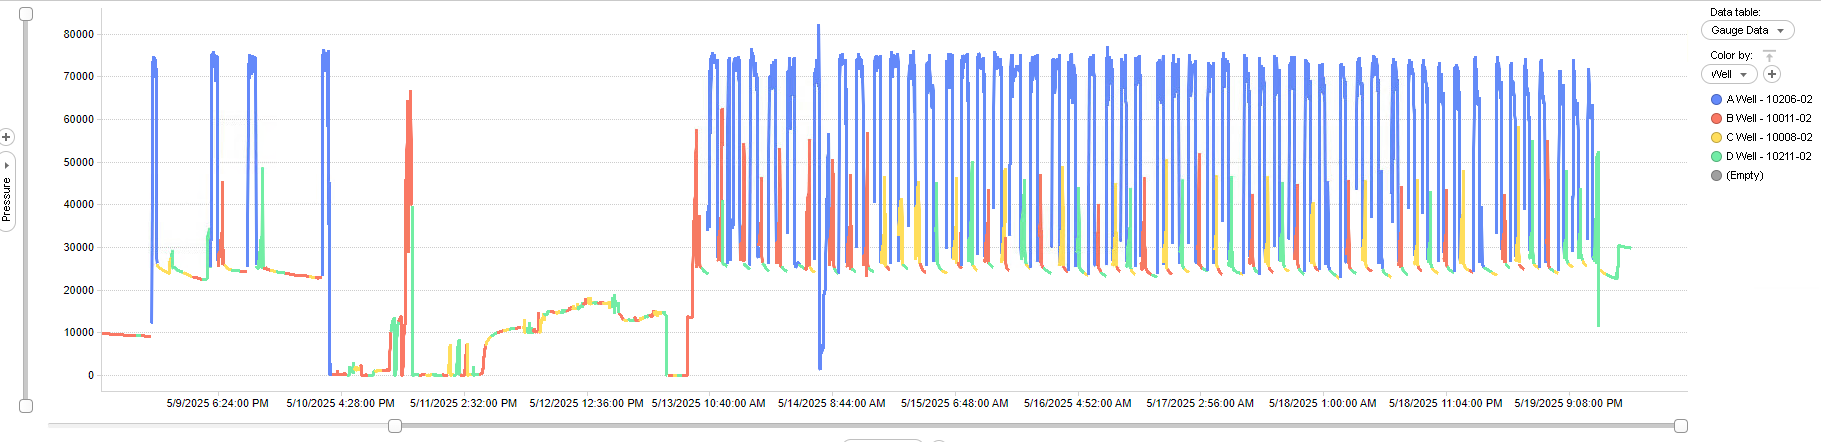 Data table:
Gauge Data
Color by:
Well
A Well - 10206-02
B Well - 10011-02
C Well - 10008-02
D Well - 10211-02
(Empty)
Pressure
80000
70000
60000
50000
40000
30000
20000
10000
0
5/9/2025 6:24:00 PM
5/10/2025 4:28:00 PM
5/11/2025 2:32:00 PM
5/12/2025 12:36:00 PM
5/13/2025 10:40:00 AM
5/14/2025 8:44:00 AM
5/15/2025 6:48:00 AM
5/16/2025 4:52:00 AM
5/17/2025 2:56:00 AM
5/18/2025 1:00:00 AM
5/18/2025 11:04:00 PM
5/19/2025 9:08:00 PM